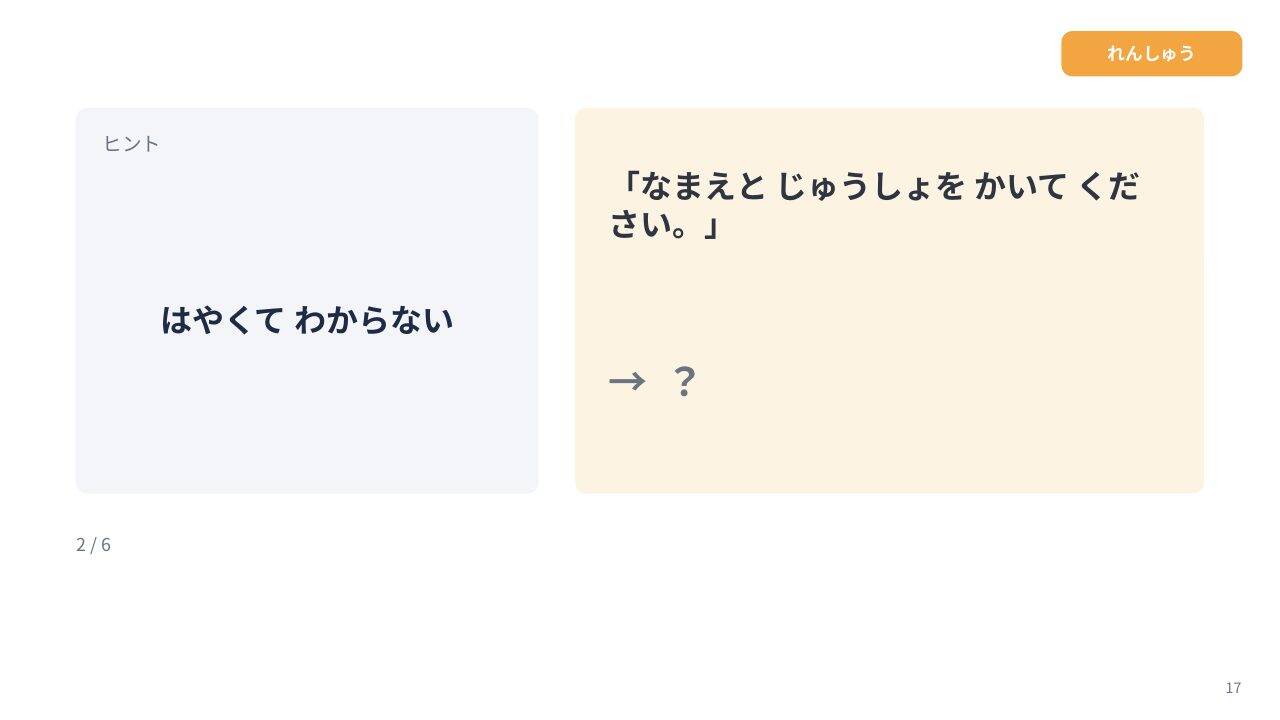 れんしゅう
ヒント
はやくて わからない
「なまえと じゅうしょを かいて くだ
さい。」
→ ？
2 / 6
17